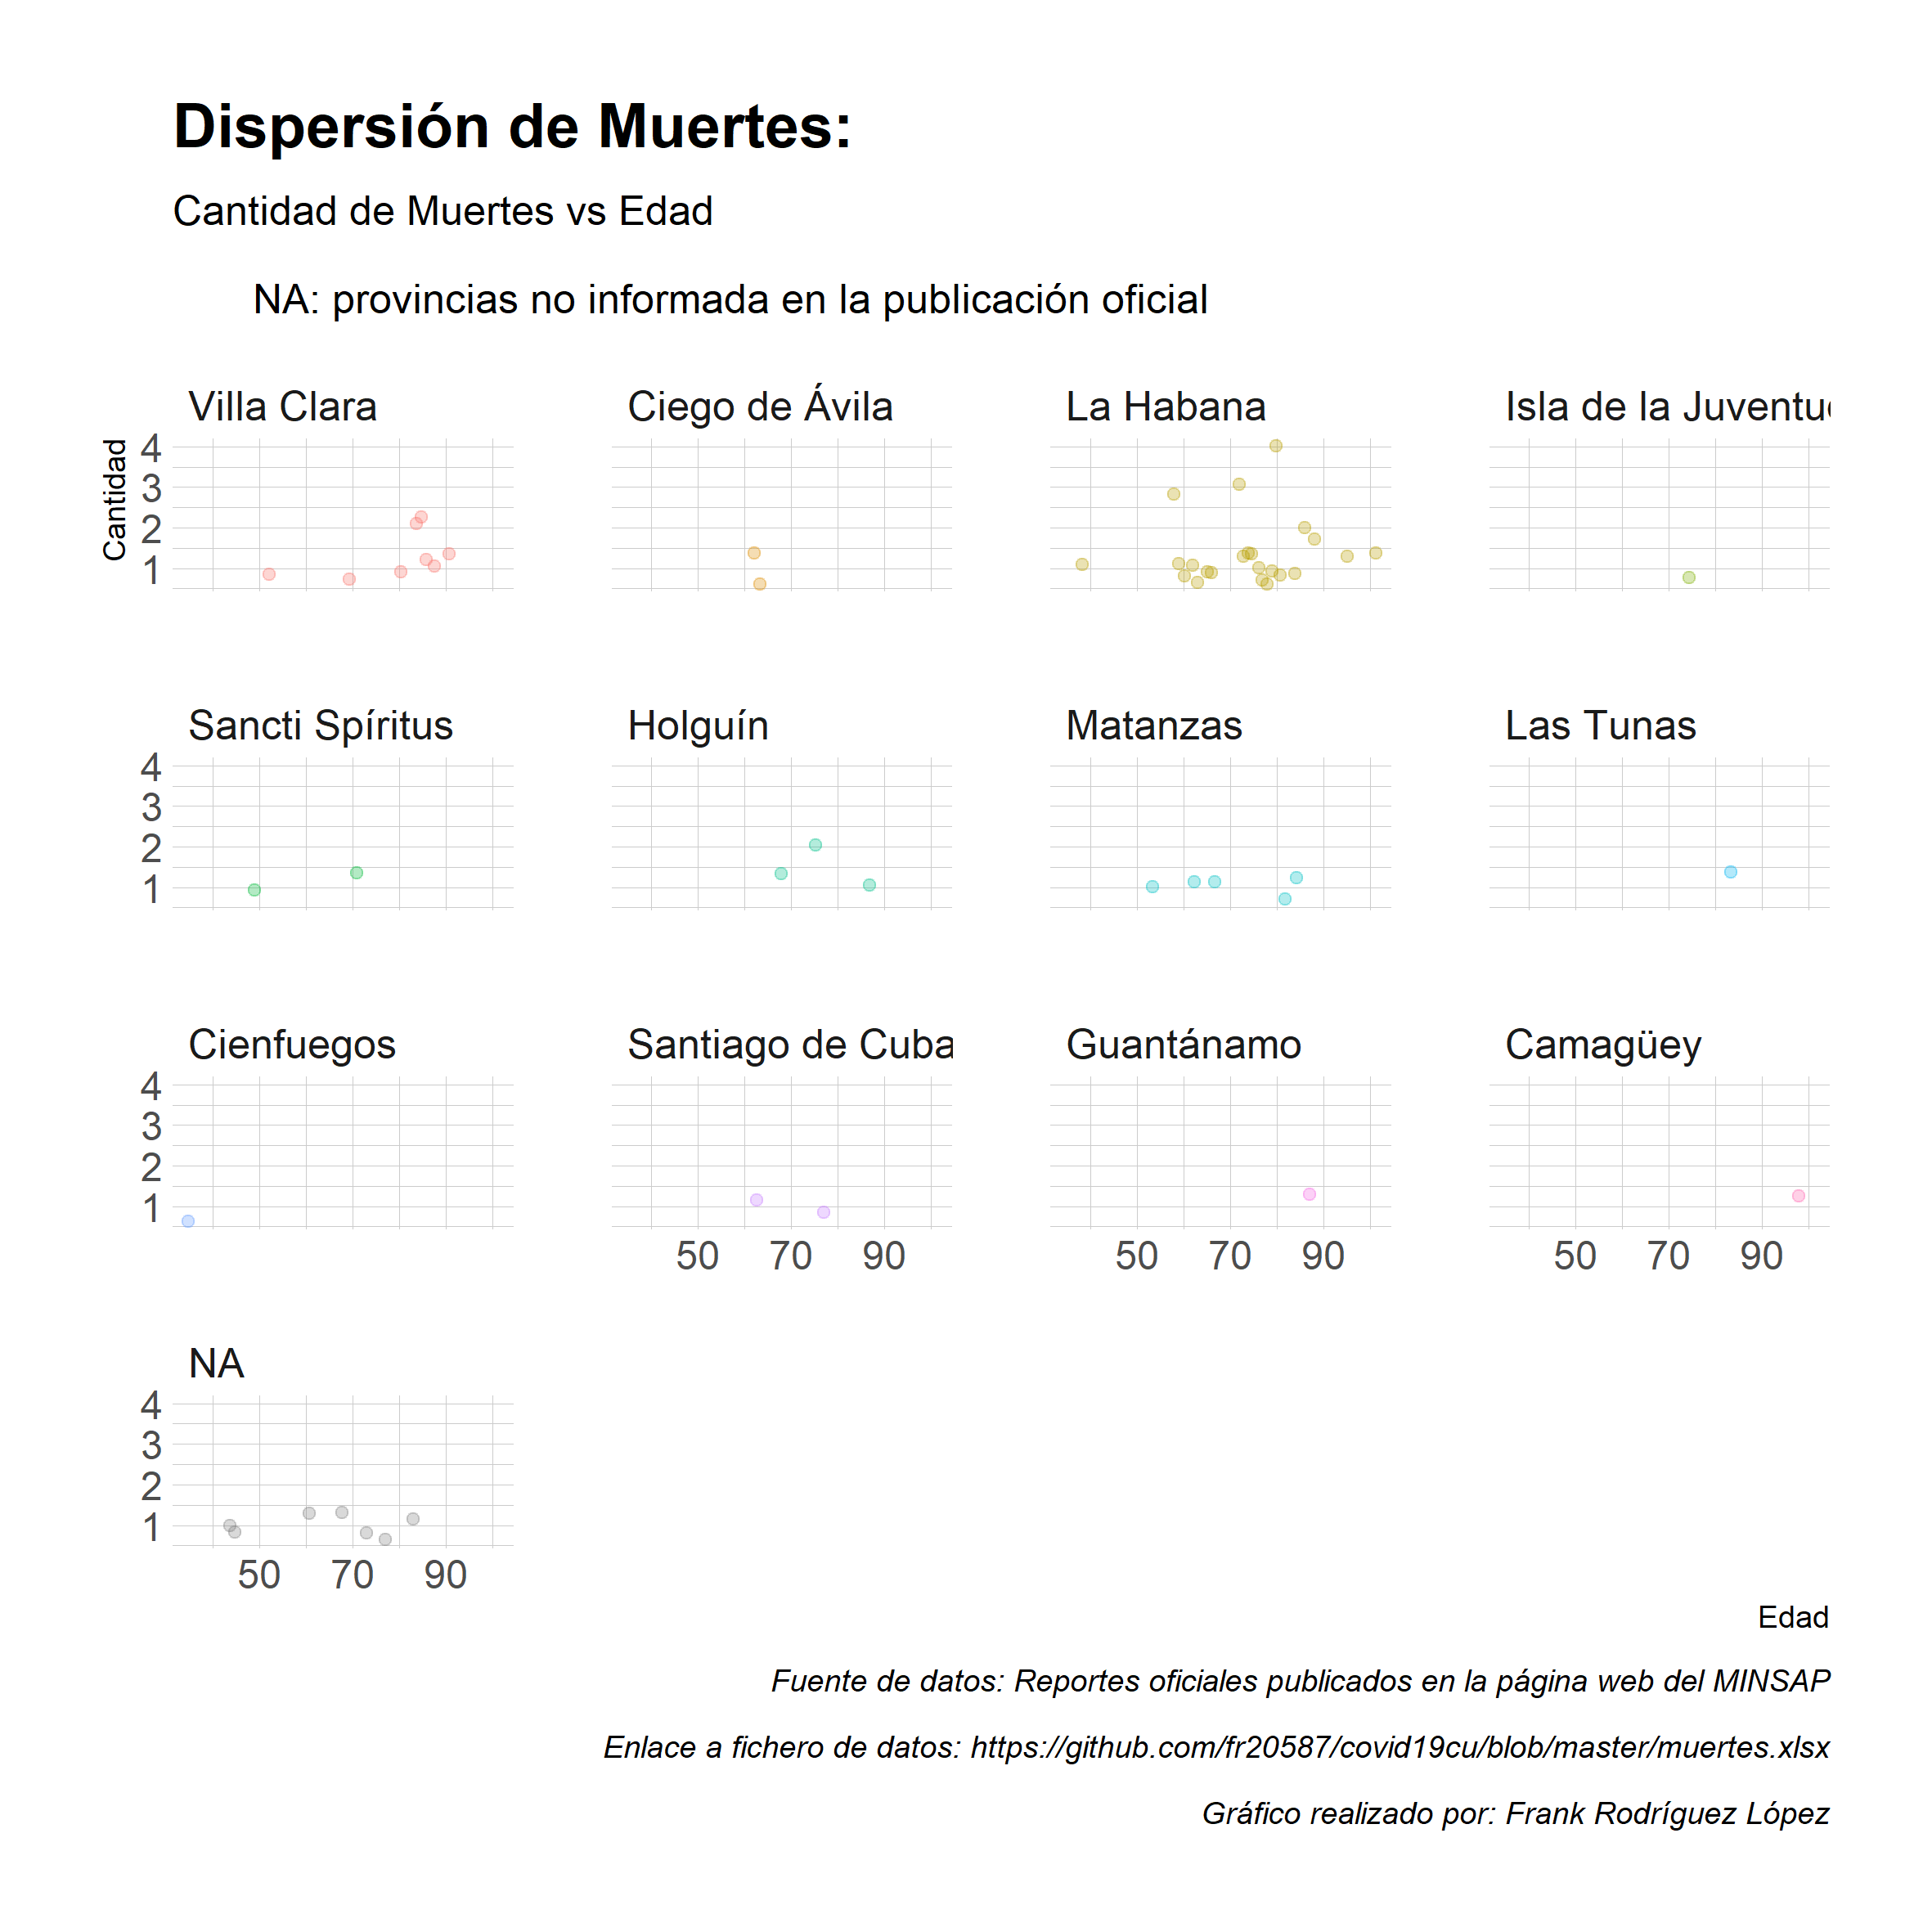 Dispersión de Muertes:
Cantidad de Muertes vs Edad
NA: provincias no informada en la publicación oficial
Villa Clara
Ciego de Ávila
La Habana
Isla de la Juventud
Cantidad
4
3
2
1
Sancti Spíritus
Holguín
Matanzas
Las Tunas
4
3
2
1
Cienfuegos
Santiago de Cuba
Guantánamo
Camagüey
4
3
2
1
50 70 90
50 70 90
50 70 90
NA
4
3
2
1
50 70 90
Edad
Fuente de datos: Reportes oficiales publicados en la página web del MINSAP
Enlace a fichero de datos: https://github.com/fr20587/covid19cu/blob/master/muertes.xlsx
Gráfico realizado por: Frank Rodríguez López